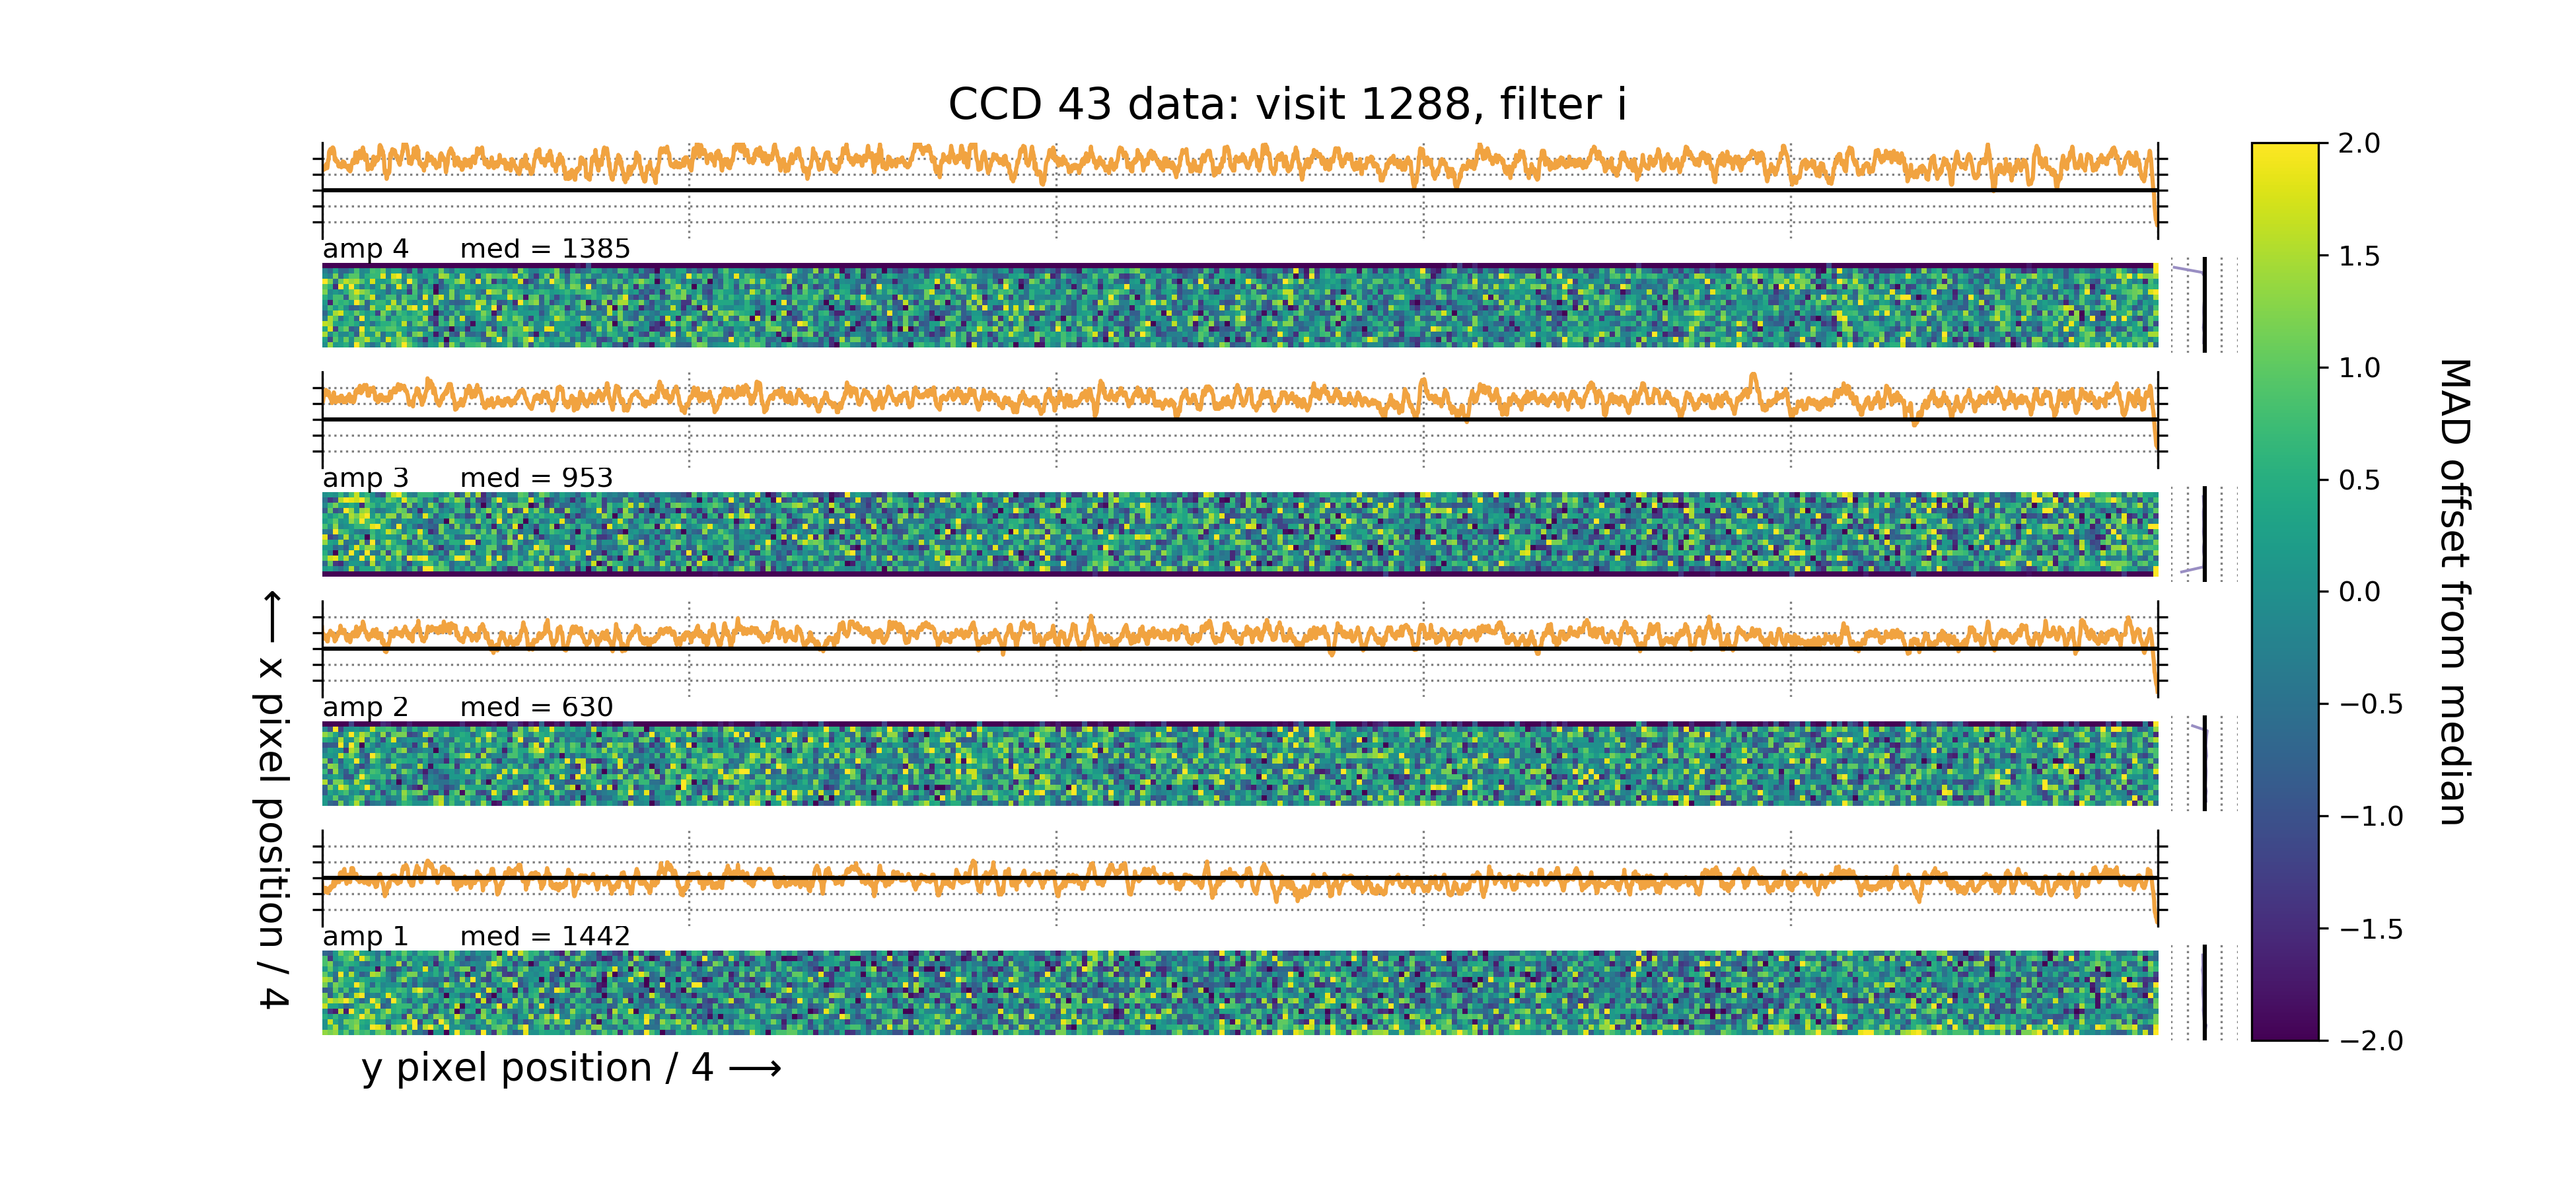 CCD 43 data: visit 1288, filter i
amp 4 med = 1385
amp 3 med = 953
amp 2 med = 630
amp 1 med = 1442
y pixel position / 4 ⟶
⟵ x pixel position / 4
2.0
1.5
1.0
0.5
0.0
−0.5
−1.0
−1.5
−2.0
MAD offset from median